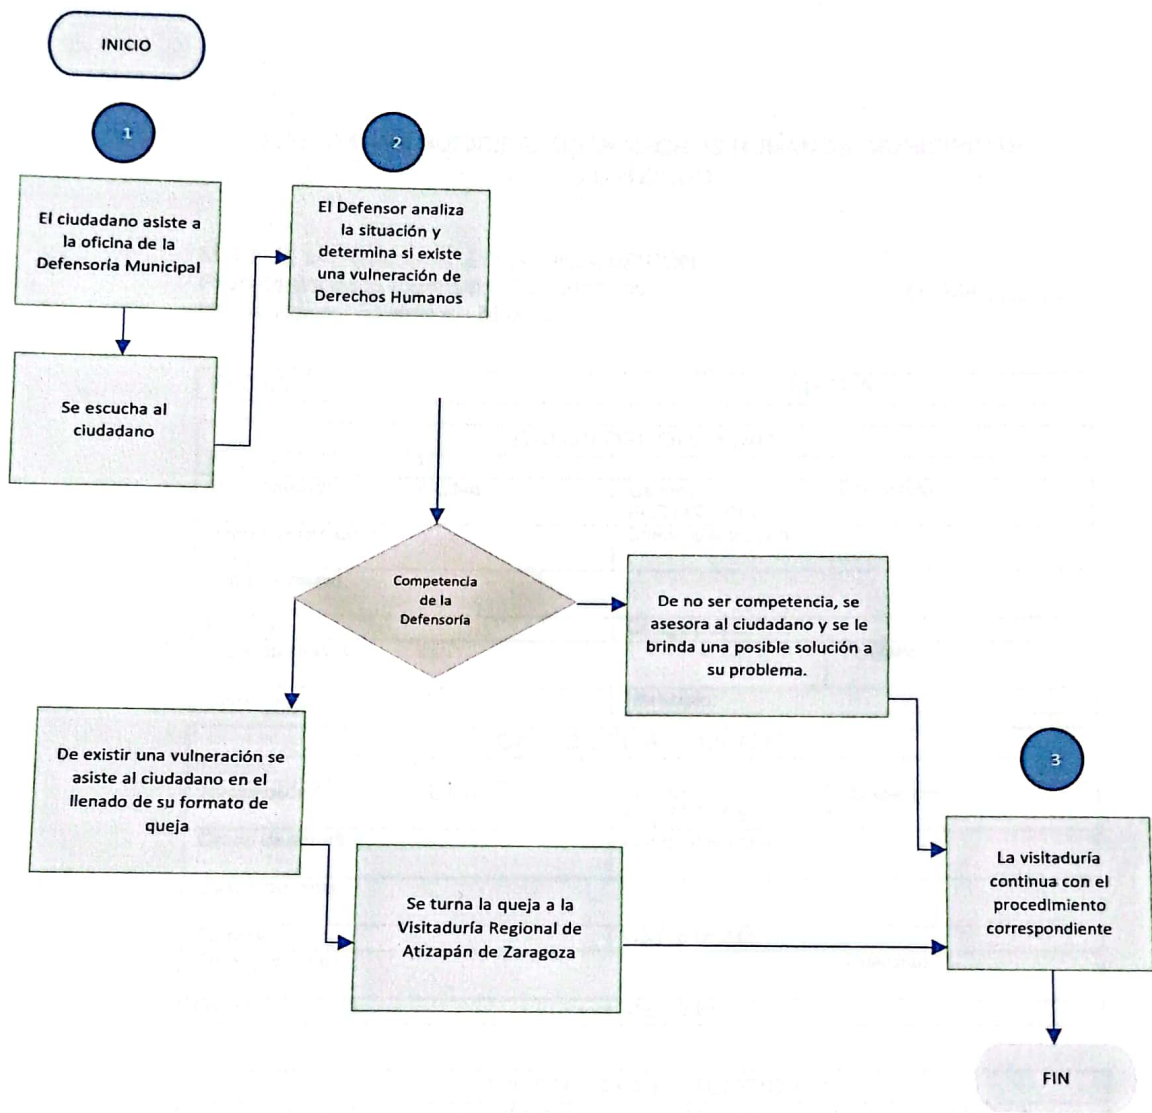 INICIO
1
2
El ciudadano asiste a
la oficina de la
Defensoría Municipal
El Defensor analiza
la situación y
determina si existe
una vulneración de
Derechos Humanos
Se escucha al
ciudadano
Competencia
de la
Defensoría
De no ser competencia, se
asesora al ciudadano y se le
brinda una posible solución a
su problema.
De existir una vulneración se
asiste al ciudadano en el
llenado de su formato de
queja
3
Se turna la queja a la
Visitaduría Regional de
Atizapán de Zaragoza
La visitaduría
continua con el
procedimiento
correspondiente
FIN